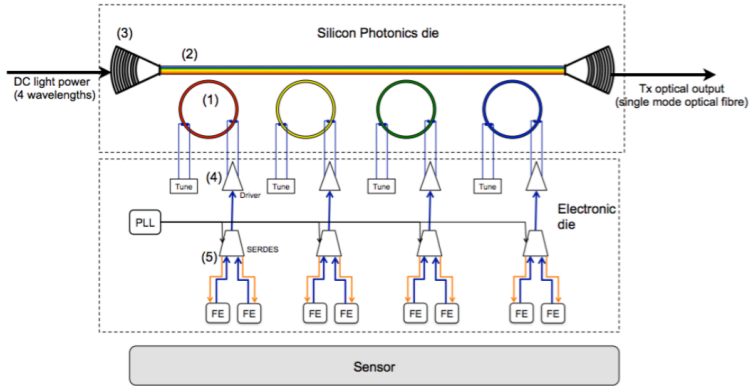 Silicon Photonics die
(3)
(2)
DC light power
(4 wavelengths)
Tx optical output
(single mode optical fibre)
(1)
Tune
(4)
Driver
Tune
Tune
Tune
Electronic
die
PLL
(5)
SERDES
FE
FE
FE
FE
FE
FE
FE
FE
Sensor